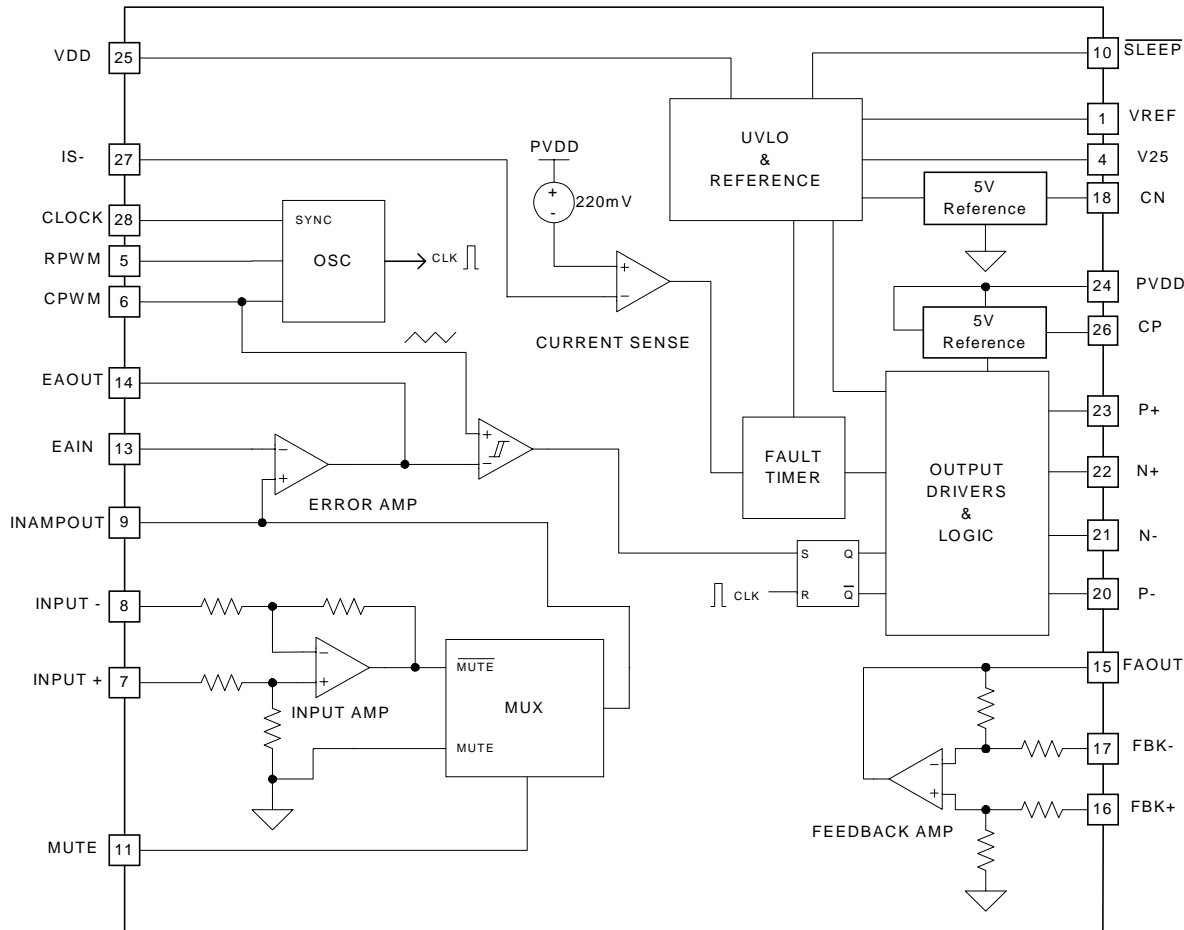 VDD 25
IS- 27
CLOCK 28
RPWM 5
CPWM 6
EAOUT 14
EAIN 13
INAMPOUT 9
INPUT - 8
INPUT + 7
MUTE 11
SYNC
OSC
CLK
PVDD
+
-
220mV
+
−
CURRENT SENSE
UVLO
&
REFERENCE
5V
Reference
5V
Reference
−
+
ERROR AMP
+
−
FAULT
TIMER
OUTPUT
DRIVERS
&
LOGIC
S Q
R Q̅
CLK
−
+
INPUT AMP
M̅U̅T̅E̅
MUX
MUTE
−
+
FEEDBACK AMP
10 S̅L̅E̅E̅P̅
1 VREF
4 V25
18 CN
24 PVDD
26 CP
23 P+
22 N+
21 N-
20 P-
15 FAOUT
17 FBK-
16 FBK+